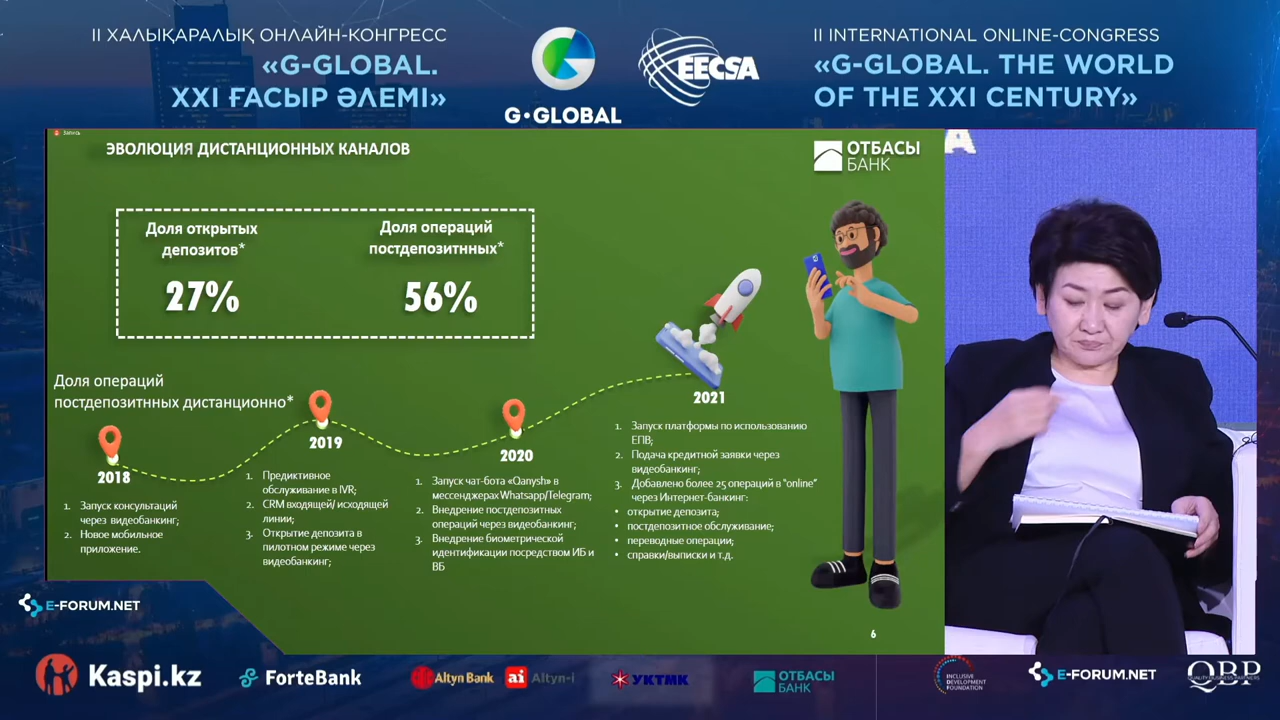 II ХАЛЫҚАРАЛЫҚ ОНЛАЙН-КОНГРЕСС
«G-GLOBAL.
XXI ҒАСЫР ӘЛЕМІ»
G·GLOBAL
EECSA
II INTERNATIONAL ONLINE-CONGRESS
«G-GLOBAL. THE WORLD
OF THE XXI CENTURY»
Запись
ЭВОЛЮЦИЯ ДИСТАНЦИОННЫХ КАНАЛОВ
ОТБАСЫ
БАНК
А
Доля открытых
депозитов*
27%
Доля операций
постдепозитнных*
56%
Доля операций
постдепозитнных дистанционно*
2018
1. Запуск консультаций
через видеобанкинг;
2. Новое мобильное
приложение.
2019
1. Предиктивное
обслуживание в IVR;
2. CRM входящей/ исходящей
линии;
3. Открытие депозита в
пилотном режиме через
видеобанкинг;
2020
1. Запуск чат-бота «Qanysh» в
мессенджерах Whatsapp/Telegram;
2. Внедрение постдепозитных
операций через видеобанкинг;
3. Внедрение биометрической
идентификации посредством ИБ и
ВБ
2021
1. Запуск платформы по использованию
ЕПВ;
2. Подача кредитной заявки через
видеобанкинг;
3. Добавлено более 25 операций в "online"
через Интернет-банкинг:
• открытие депозита;
• постдепозитное обслуживание;
• переводные операции;
• справки/выписки и т.д.
6
E-FORUM.NET
Kaspi.kz
ForteBank
Altyn Bank
ai Altyn-i
УКТМК
ОТБАСЫ
БАНК
INCLUSIVE
DEVELOPMENT
FOUNDATION
E-FORUM.NET
QBP
QUALITY BUSINESS PARTNERS